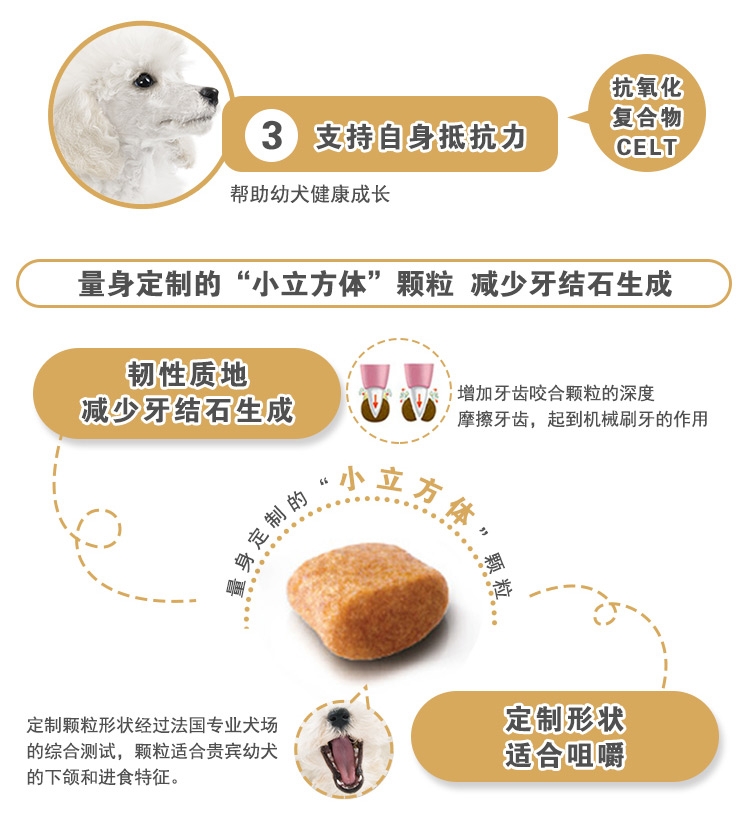 3 支持自身抵抗力
抗氧化
复合物
CELT
帮助幼犬健康成长
量身定制的“小立方体”颗粒 减少牙结石生成
韧性质地
减少牙结石生成
增加牙齿咬合颗粒的深度
摩擦牙齿，起到机械刷牙的作用
量身定制的“小立方体”颗粒
定制颗粒形状经过法国专业犬场
的综合测试，颗粒适合贵宾幼犬
的下颌和进食特征。
定制形状
适合咀嚼